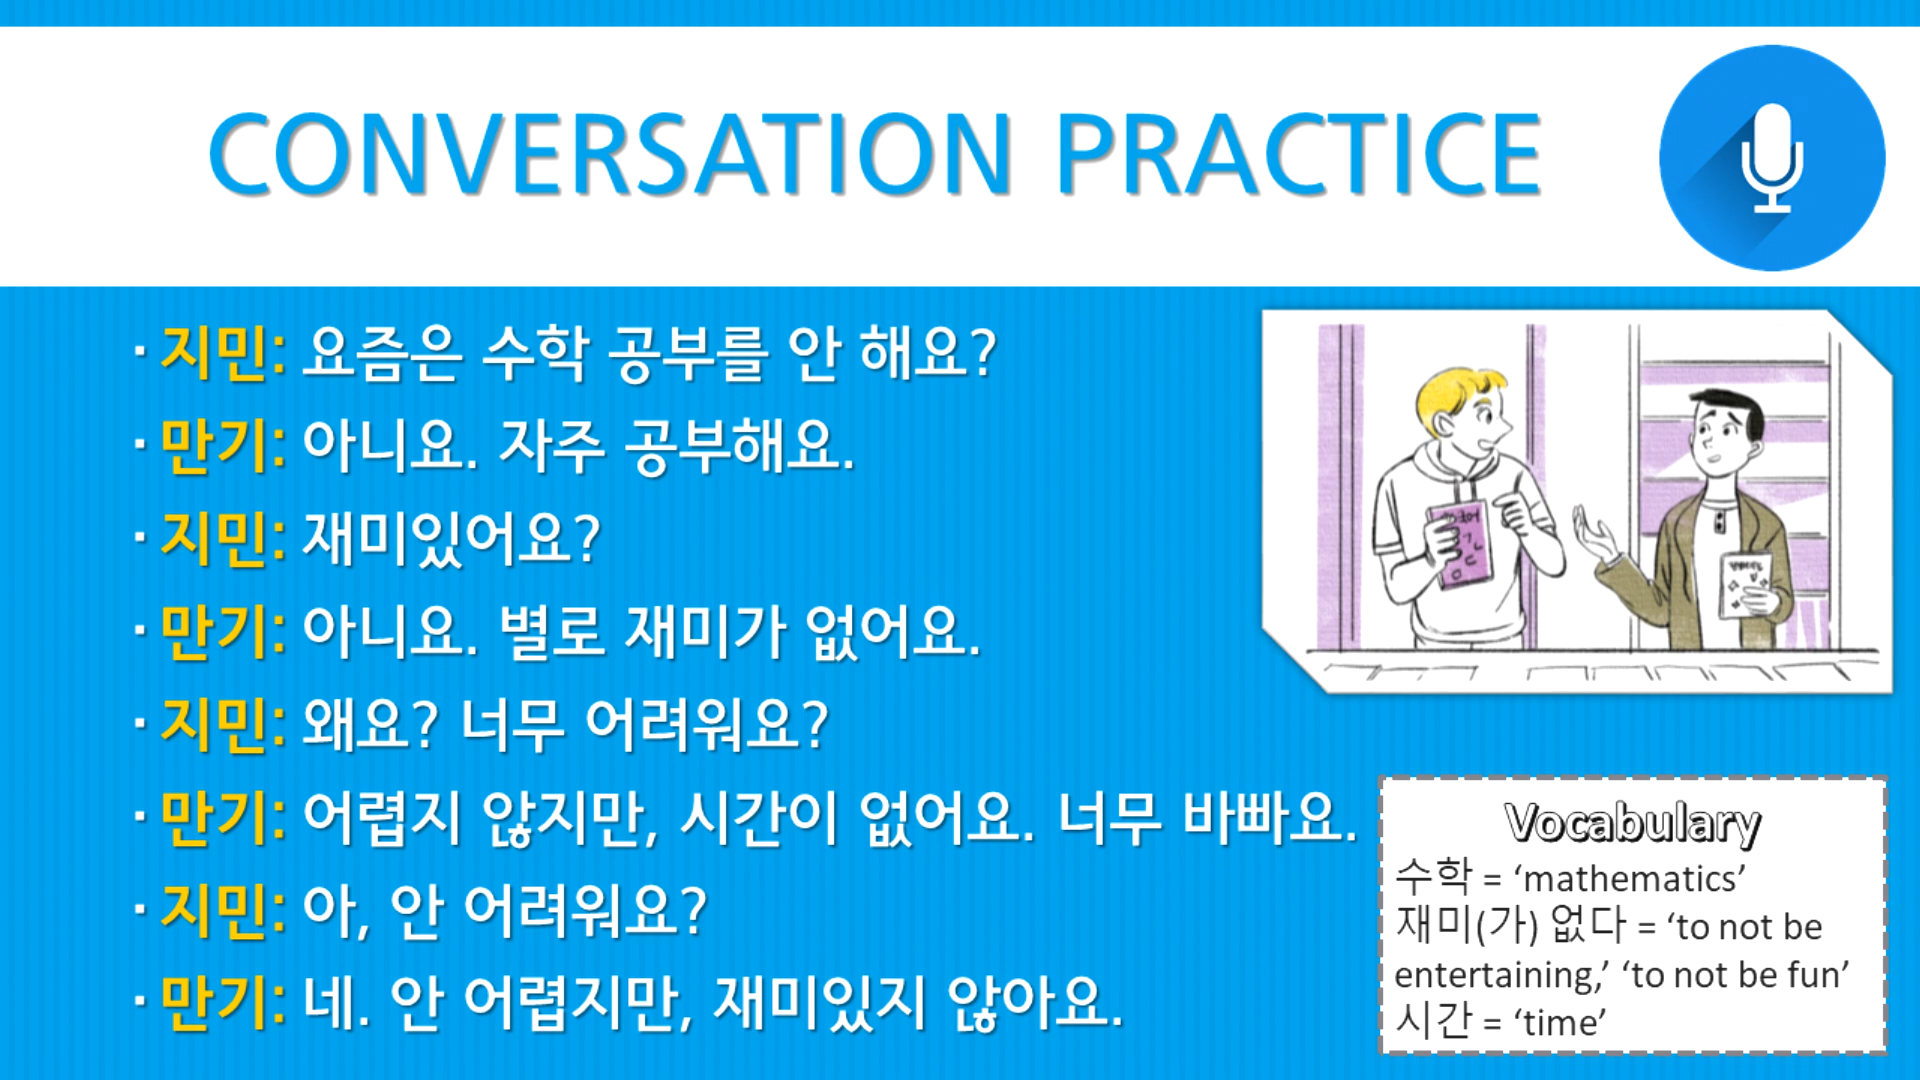 CONVERSATION PRACTICE
· 지민: 요즘은 수학 공부를 안 해요?
· 만기: 아니요. 자주 공부해요.
· 지민: 재미있어요?
· 만기: 아니요. 별로 재미가 없어요.
· 지민: 왜요? 너무 어려워요?
· 만기: 어렵지 않지만, 시간이 없어요. 너무 바빠요.
· 지민: 아, 안 어려워요?
· 만기: 네. 안 어렵지만, 재미있지 않아요.
Vocabulary
수학 = ‘mathematics’
재미(가) 없다 = ‘to not be
entertaining,’ ‘to not be fun’
시간 = ‘time’